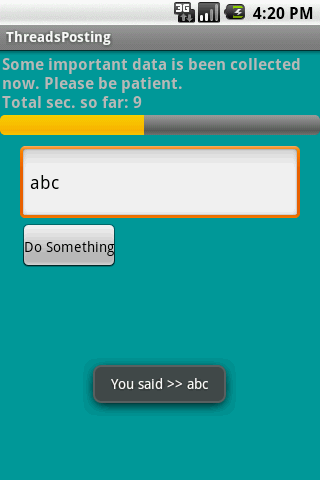 3G 4:20 PM
ThreadsPosting
Some important data is been collected
now. Please be patient.
Total sec. so far: 9
abc
Do Something
You said >> abc